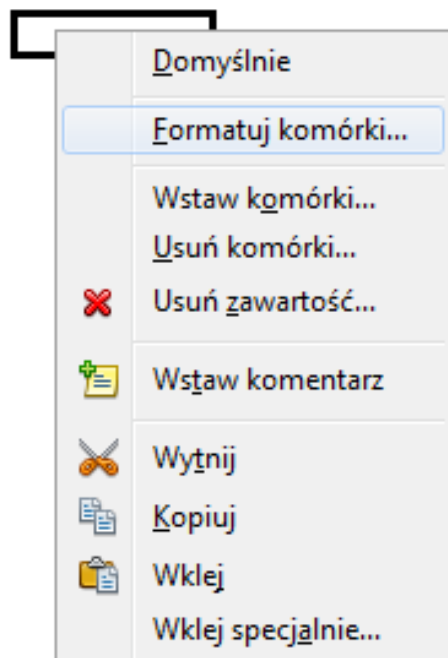 Domyślnie
Formatuj komórki...
Wstaw komórki...
Usuń komórki...
Usuń zawartość...
Wstaw komentarz
Wytnij
Kopiuj
Wklej
Wklej specjalnie...